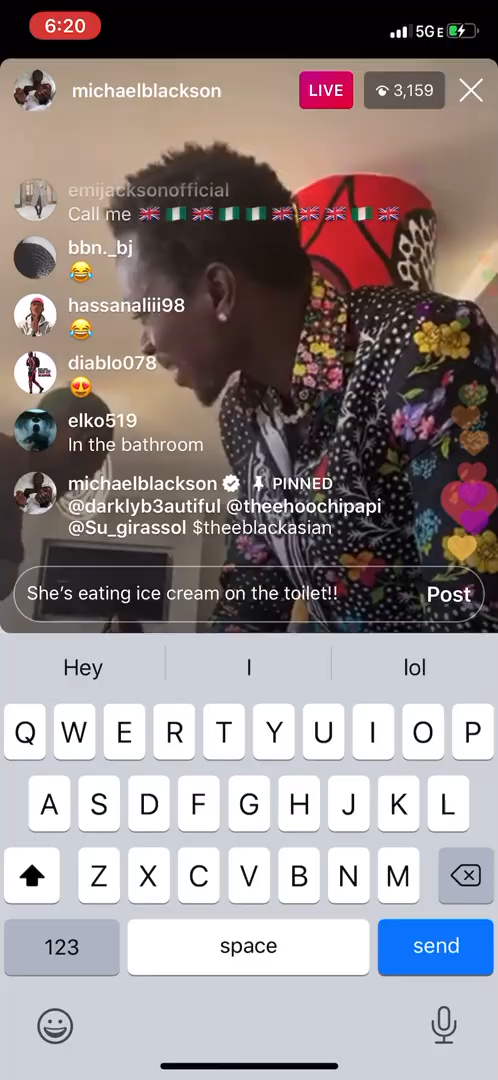 6:20
5GE
michaelblackson
LIVE
3,159
emijacksonofficial
Call me 🇬🇧 🇳🇬 🇬🇧 🇳🇬 🇳🇬 🇬🇧 🇬🇧 🇬🇧 🇳🇬 🇬🇧
bbn._bj
😂
hassanaliii98
😂
diablo078
😍
elko519
In the bathroom
michaelblackson PINNED
@darklyb3autiful @theehoochipapi
@Su_girassol $theeblackasian
She’s eating ice cream on the toilet!! Post
Hey I lol
Q W E R T Y U I O P
A S D F G H J K L
Z X C V B N M
123 space send